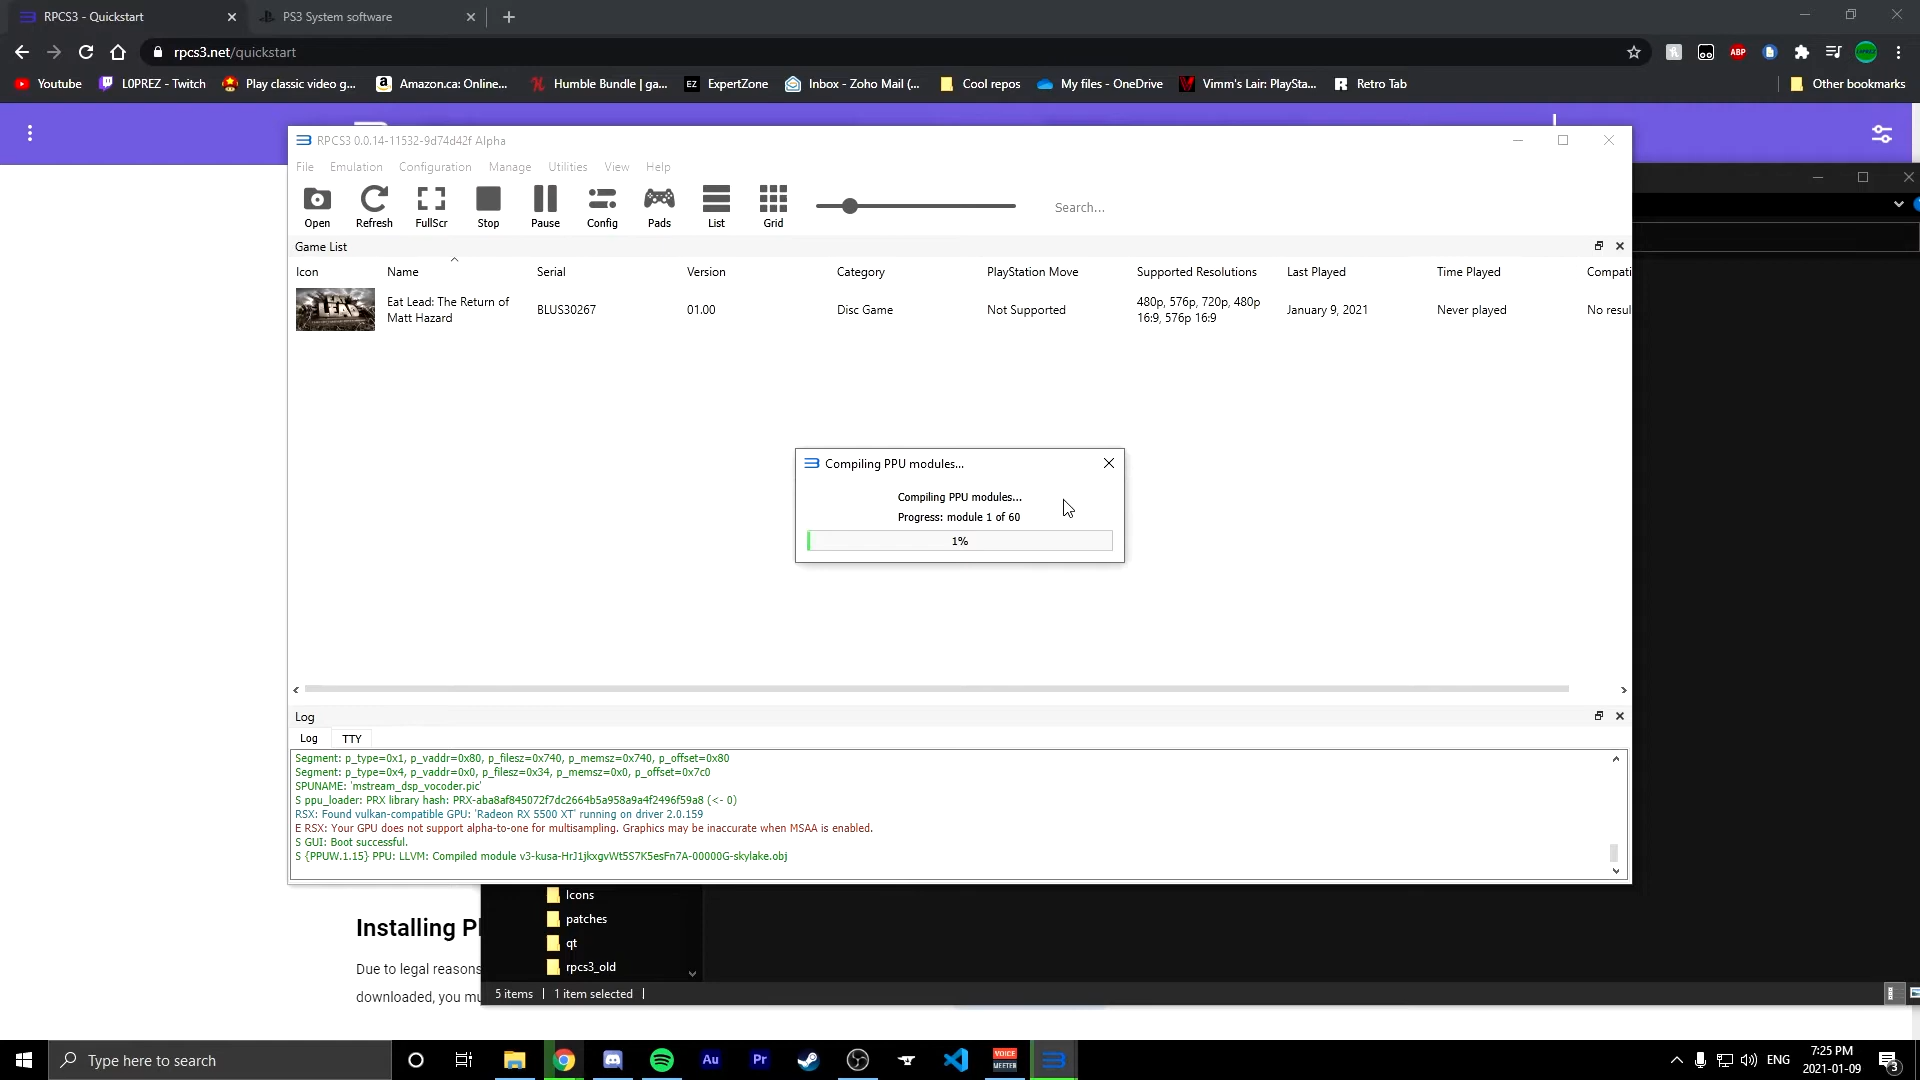 RPCS3 - Quickstart
PS3 System software
rpcs3.net/quickstart
Youtube
L0PREZ - Twitch
Play classic video g...
Amazon.ca: Online...
Humble Bundle | ga...
EZ
ExpertZone
Inbox - Zoho Mail (...
Cool repos
My files - OneDrive
Vimm's Lair: PlaySta...
Retro Tab
Other bookmarks
ABP
RPCS3 0.0.14-11532-9d74d42f Alpha
File Emulation Configuration Manage Utilities View Help
Open Refresh FullScr Stop Pause Config Pads List Grid
Search...
Game List
Icon Name Serial Version Category PlayStation Move Supported Resolutions Last Played Time Played Compati
Eat Lead: The Return of
Matt Hazard
BLUS30267
01.00
Disc Game
Not Supported
480p, 576p, 720p, 480p
16:9, 576p 16:9
January 9, 2021
Never played
No resul
EAT
LEAD
Compiling PPU modules...
Compiling PPU modules...
Progress: module 1 of 60
1%
Log
Log TTY
Segment: p_type=0x1, p_vaddr=0x80, p_filesz=0x740, p_memsz=0x740, p_offset=0x80
Segment: p_type=0x4, p_vaddr=0x0, p_filesz=0x34, p_memsz=0x0, p_offset=0x7c0
SPUNAME: 'mstream_dsp_vocoder.pic'
S ppu_loader: PRX library hash: PRX-aba8af845072f7dc2664b5a958a9a4f2496f59a8 (<- 0)
RSX: Found vulkan-compatible GPU: 'Radeon RX 5500 XT' running on driver 2.0.159
E RSX: Your GPU does not support alpha-to-one for multisampling. Graphics may be inaccurate when MSAA is enabled.
S GUI: Boot successful.
S {PPUW.1.15} PPU: LLVM: Compiled module v3-kusa-HrJ1jkxgvWt5S7K5esFn7A-00000G-skylake.obj
Icons
patches
qt
rpcs3_old
5 items | 1 item selected |
Installing P
Due to legal reasons
downloaded, you mu
Type here to search
Au
Pr
VOICE
MEETER
ENG
7:25 PM
2021-01-09
3